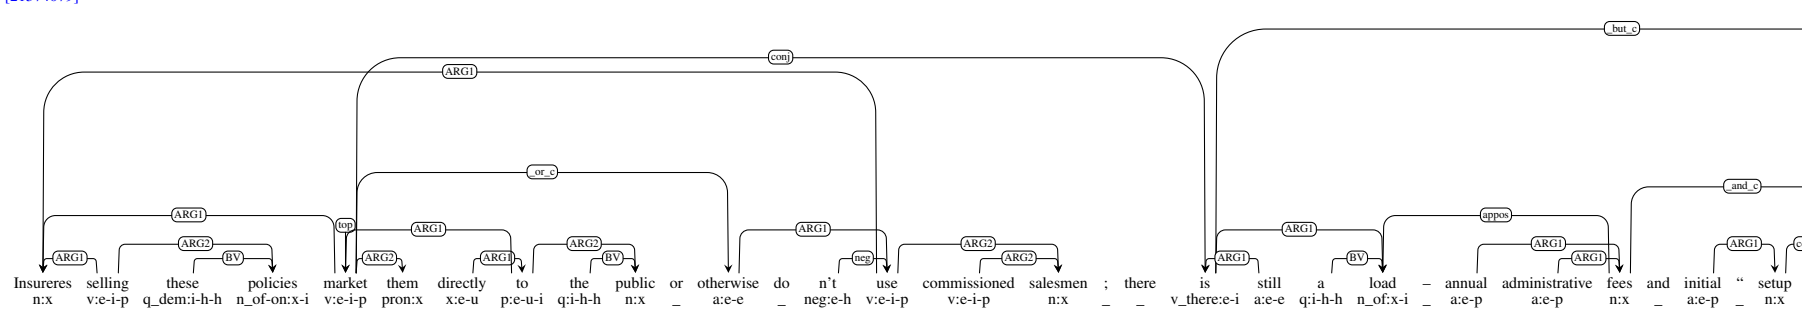 _but_c
conj
ARG1
_or_c
_and_c
ARG1 top ARG1 appos
ARG2 ARG2 ARG1 ARG2 ARG1 ARG1
ARG1 BV ARG2 ARG1 BV neg ARG2 ARG1 BV ARG1
Insureres selling these policies market them directly to the public or otherwise do n't use commissioned salesmen ; there is still a load – annual administrative fees and initial “ setup
n:x v:e-i-p q_dem:i-h-h n_of-on:x-i v:e-i-p pron:x x:e-u p:e-u-i q:i-h-h n:x _ a:e-e _ neg:e-h v:e-i-p v:e-i-p n:x _ _ v_there:e-i a:e-e q:i-h-h n_of:x-i _ a:e-p a:e-p n:x _ a:e-p _ n:x